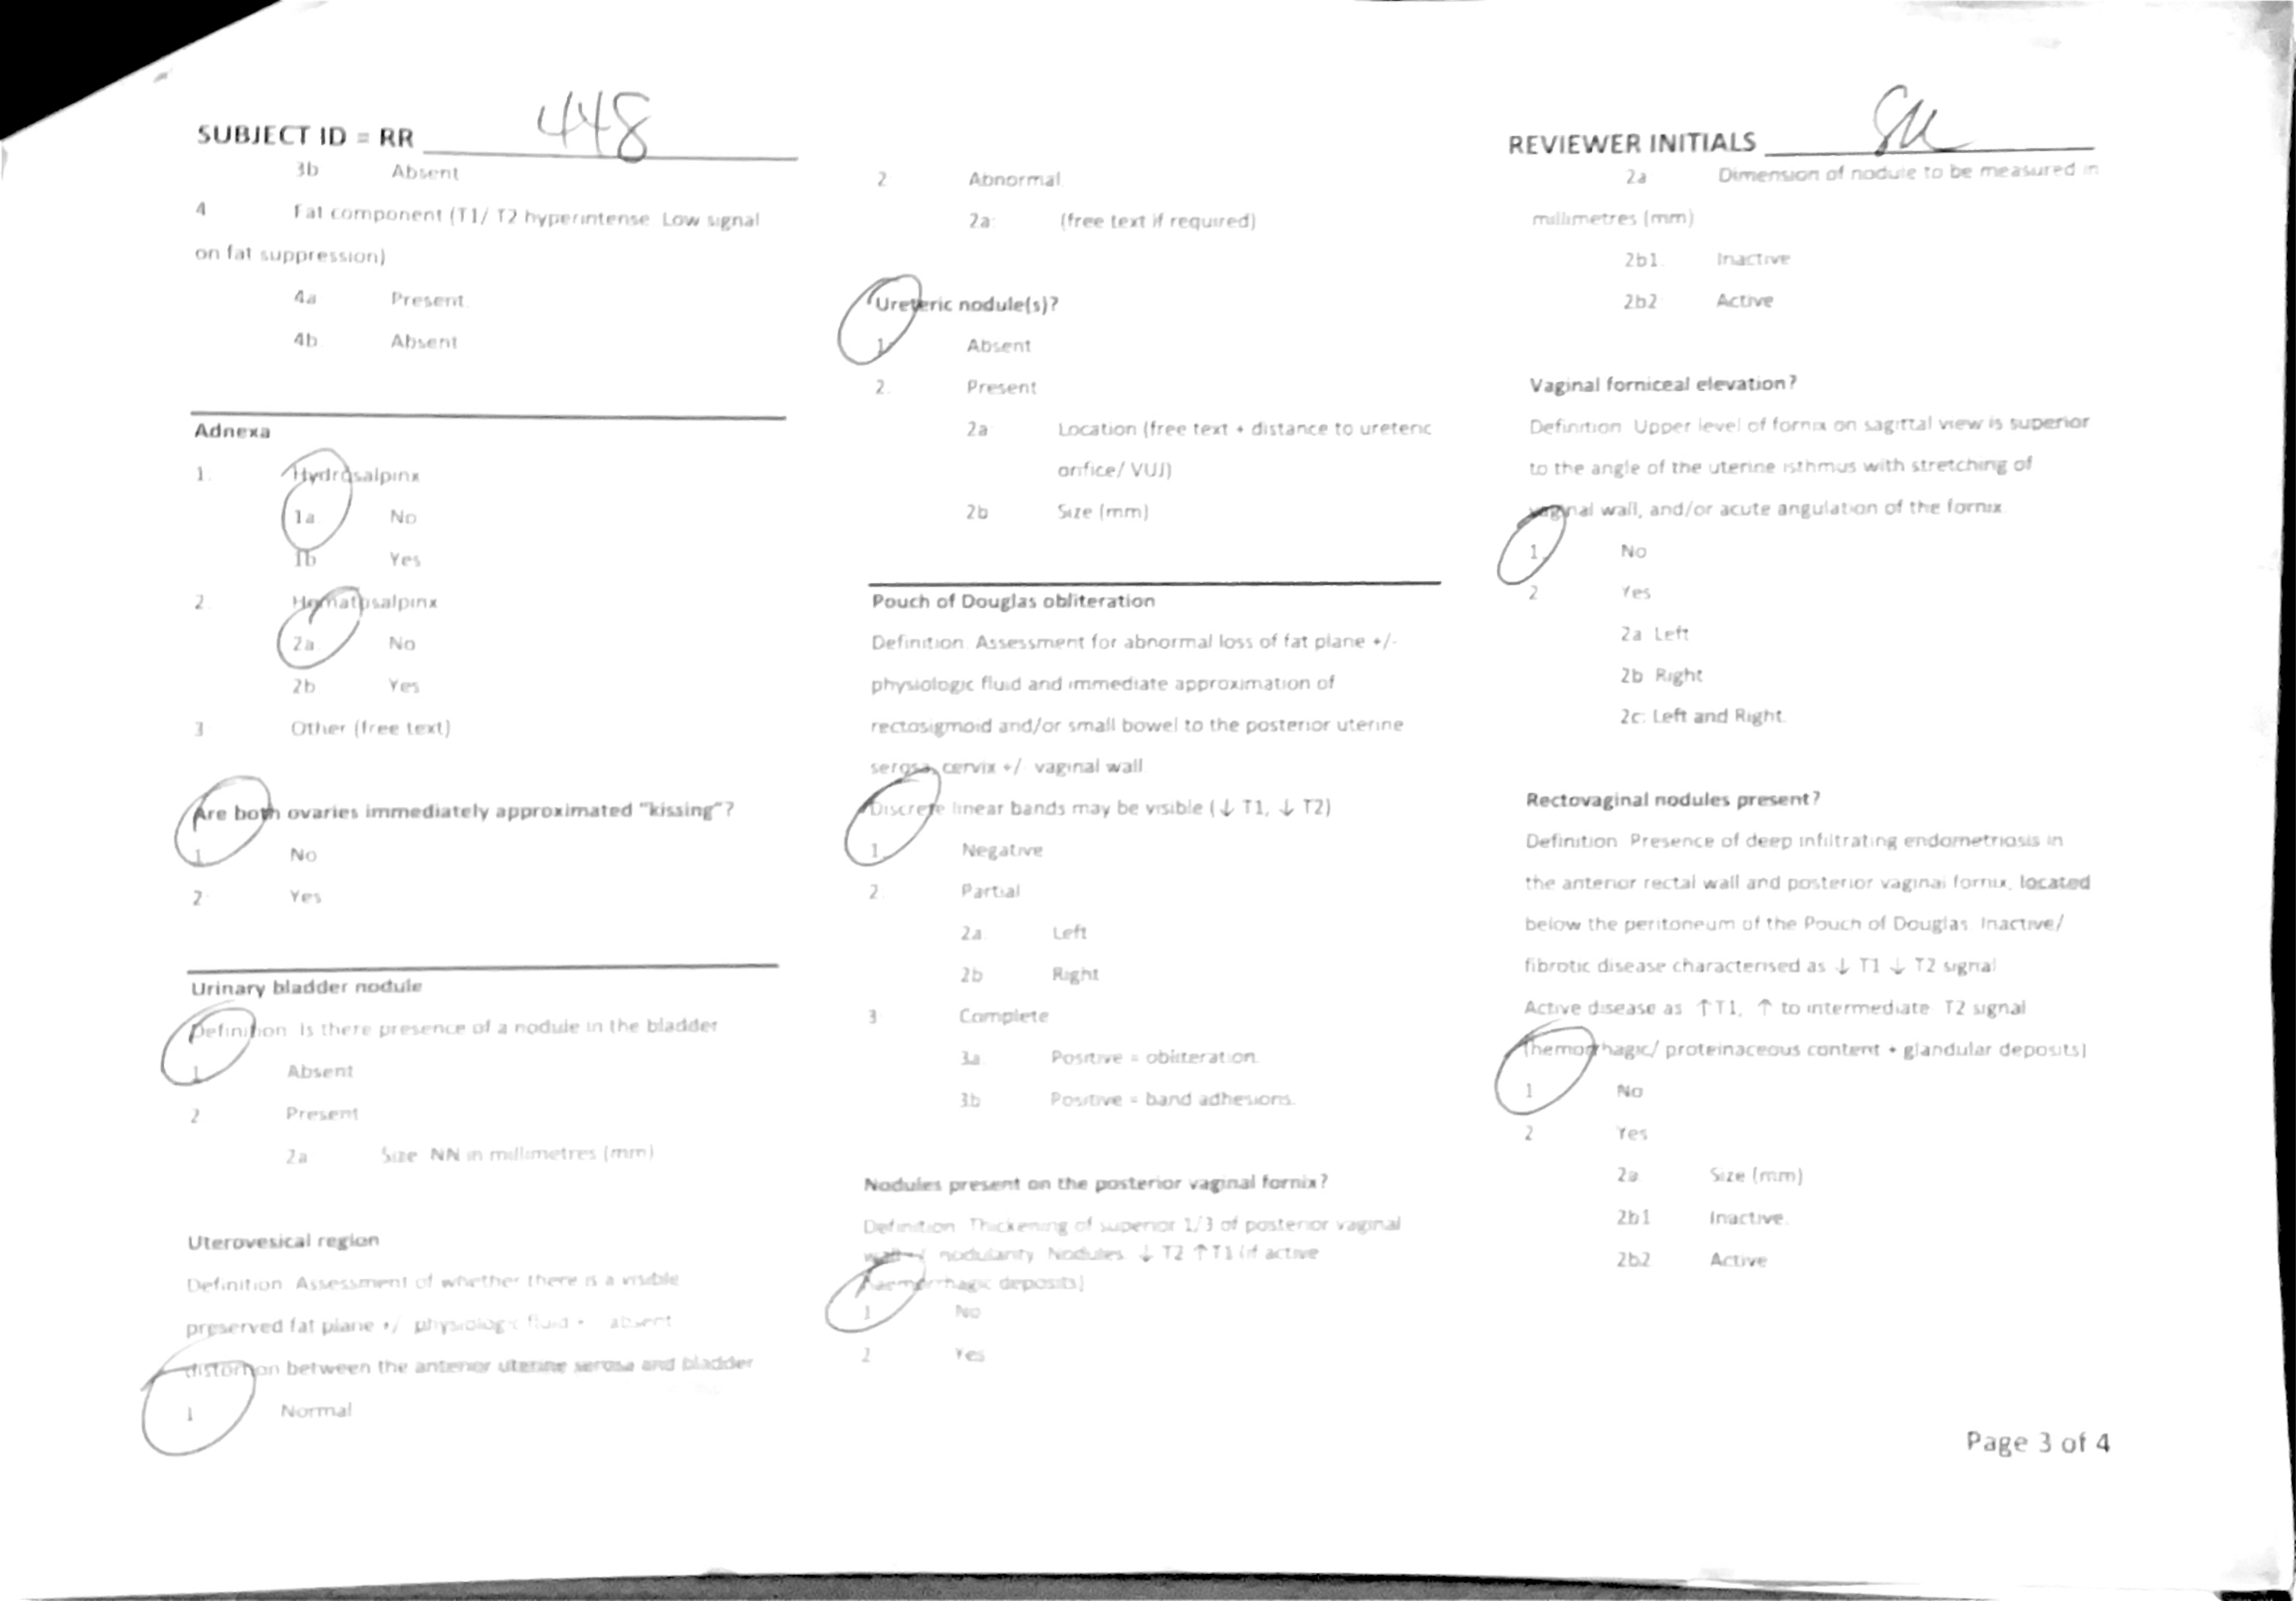 SUBJECT ID = RR 448
3b Absent
4 Fat component (T1/ T2 hyperintense Low signal
on fat suppression)
4a Present
4b Absent
Adnexa
1. Hydrosalpinx
1a No
1b Yes
2. Hematosalpinx
2a No
2b Yes
3 Other (free text)
Are both ovaries immediately approximated "kissing"?
1 No
2 Yes
Urinary bladder nodule
Definition Is there presence of a nodule in the bladder
1 Absent
2 Present
2a Size NN in millimetres (mm)
Uterovesical region
Definition Assessment of whether there is a visible
preserved fat plane +/ physiologic fluid + absent
distortion between the anterior uterine serosa and bladder
1 Normal
2 Abnormal
2a: (free text if required)
Ureteric nodule(s)?
1: Absent
2. Present
2a Location (free text + distance to ureteric
orifice/ VUJ)
2b Size (mm)
Pouch of Douglas obliteration
Definition. Assessment for abnormal loss of fat plane +/-
physiologic fluid and immediate approximation of
rectosigmoid and/or small bowel to the posterior uterine
serosa, cervix +/ vaginal wall
Discrete linear bands may be visible (↓ T1, ↓ T2)
1 Negative
2. Partial
2a. Left
2b Right
3 Complete
3a Positive = obliteration.
3b Positive = band adhesions.
Nodules present on the posterior vaginal fornix?
Definition Thickening of superior 1/3 of posterior vaginal
wall nodularity Nodules ↓ T2 ↑T1 (if active
haemorrhagic deposits)
1 No
2 Yes
REVIEWER INITIALS
2a Dimension of nodule to be measured in
millimetres (mm)
2b1. Inactive
2b2 Active
Vaginal forniceal elevation?
Definition Upper level of fornix on sagittal view is superior
to the angle of the uterine isthmus with stretching of
vaginal wall, and/or acute angulation of the fornix
1. No
2 Yes
2a Left
2b Right
2c: Left and Right.
Rectovaginal nodules present?
Definition Presence of deep infiltrating endometriosis in
the anterior rectal wall and posterior vaginal fornix, located
below the peritoneum of the Pouch of Douglas. Inactive/
fibrotic disease characterised as ↓ T1 ↓ T2 signal
Active disease as ↑T1, ↑ to intermediate T2 signal
(hemorrhagic/ proteinaceous content + glandular deposits)
1 No
2 Yes
2a Size (mm)
2b1 Inactive.
2b2 Active
Page 3 of 4